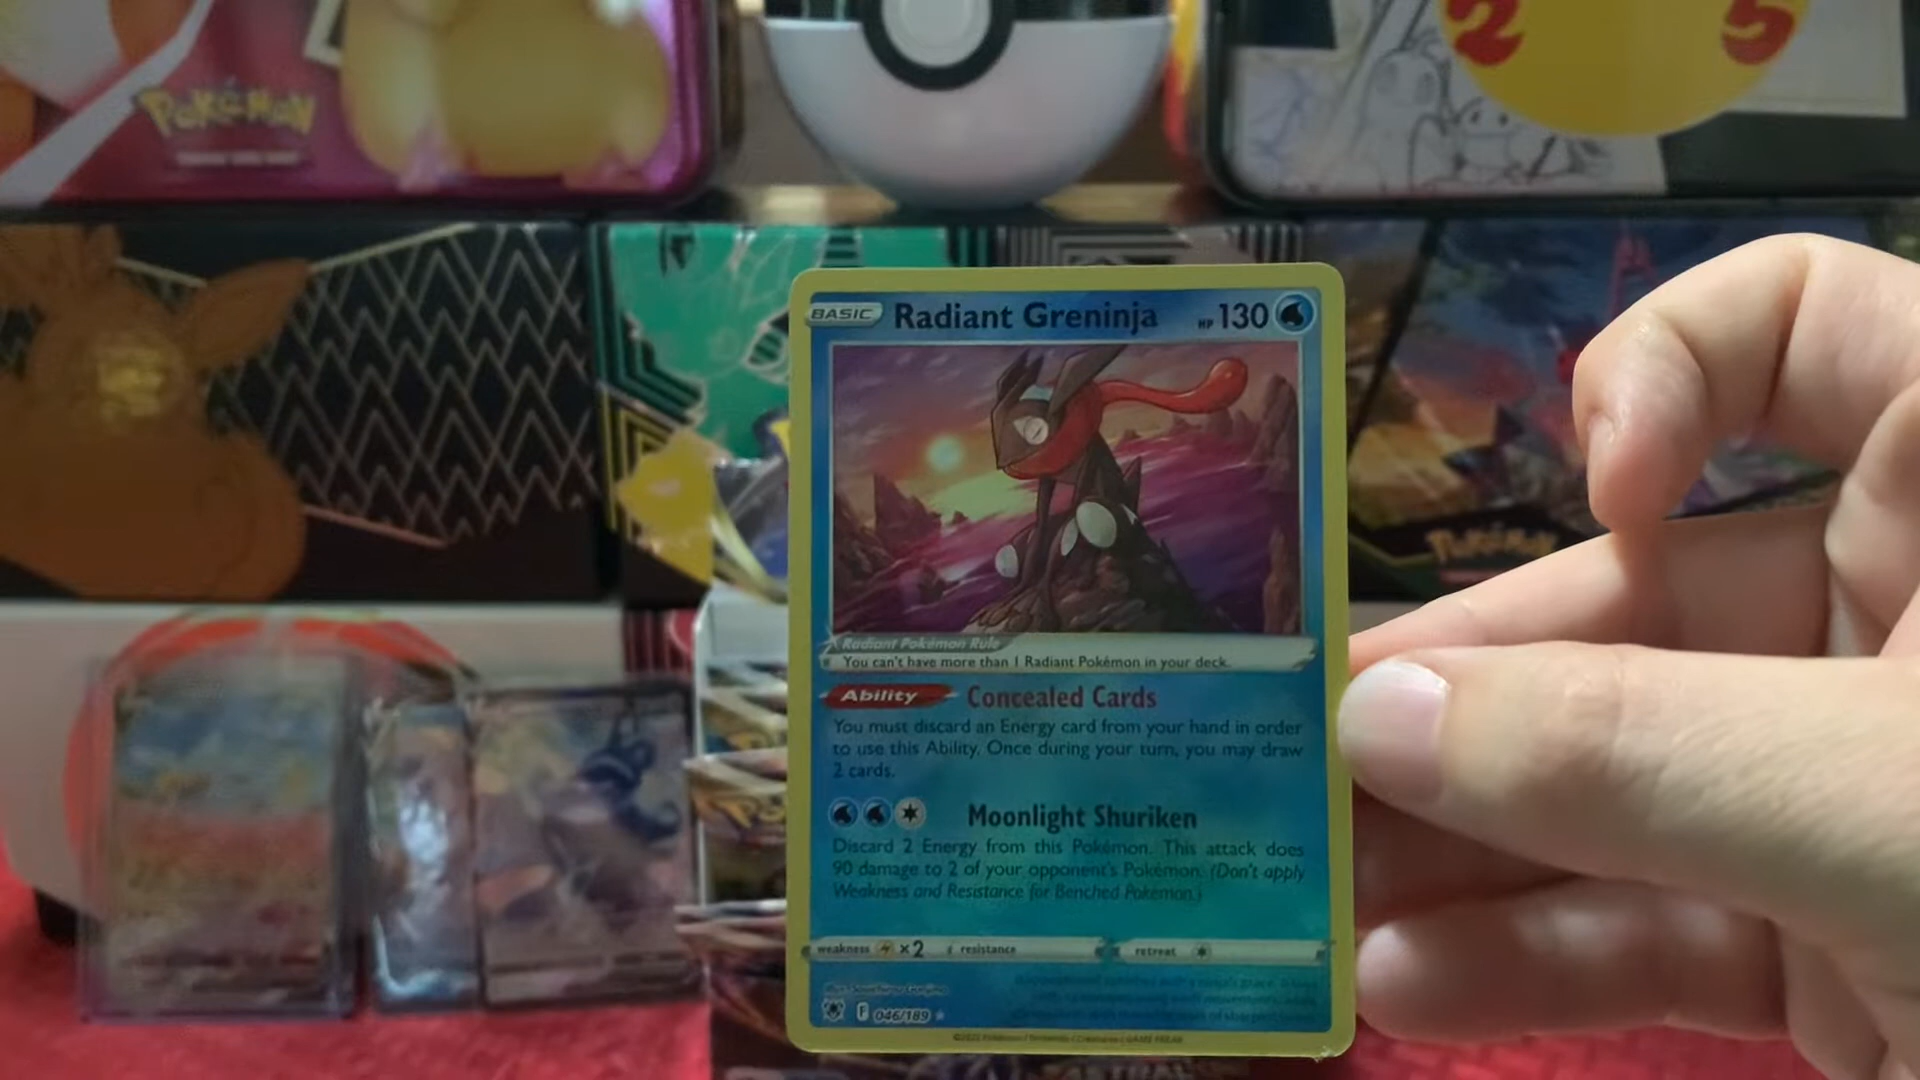 POKéMON
2 5
BASIC Radiant Greninja HP 130
Radiant Pokémon Rule
You can't have more than 1 Radiant Pokémon in your deck.
Ability Concealed Cards
You must discard an Energy card from your hand in order
to use this Ability. Once during your turn, you may draw
2 cards.
Moonlight Shuriken
Discard 2 Energy from this Pokémon. This attack does
90 damage to 2 of your opponent's Pokémon. (Don't apply
Weakness and Resistance for Benched Pokémon.)
weakness ×2 resistance retreat
F 046/189
POKéMON